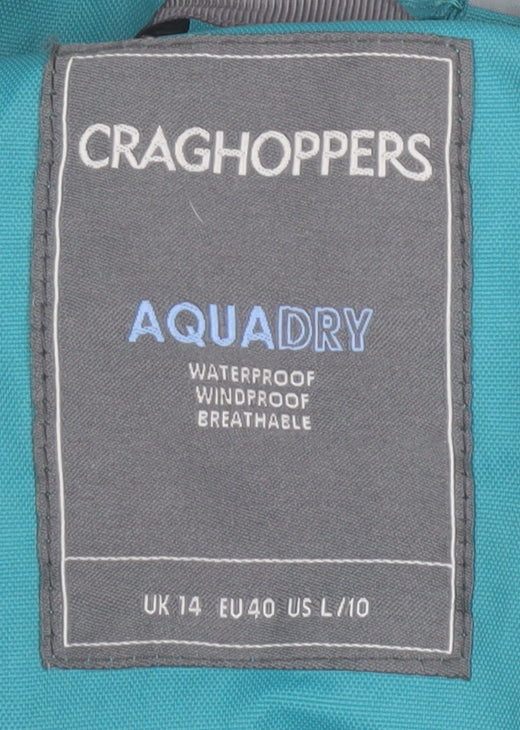 CRAGHOPPERS
AQUADRY
WATERPROOF
WINDPROOF
BREATHABLE
UK 14 EU 40 US L/10